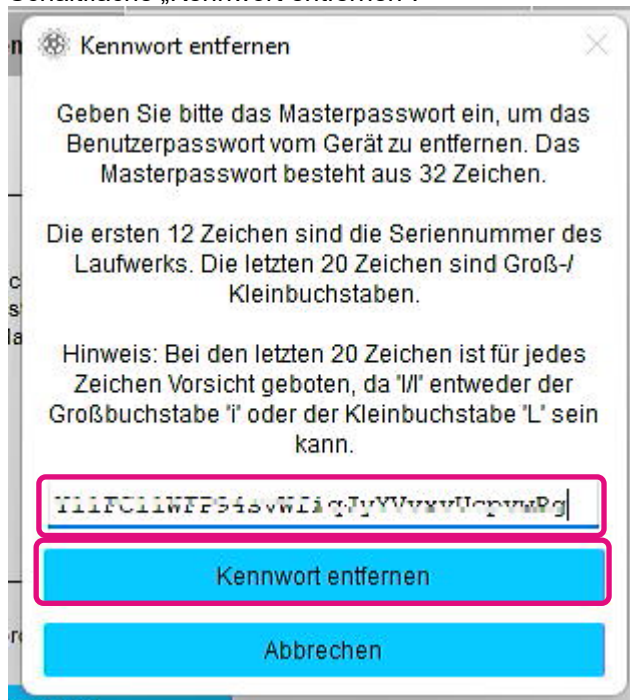 Kennwort entfernen
Geben Sie bitte das Masterpasswort ein, um das
Benutzerpasswort vom Gerät zu entfernen. Das
Masterpasswort besteht aus 32 Zeichen.
Die ersten 12 Zeichen sind die Seriennummer des
Laufwerks. Die letzten 20 Zeichen sind Groß-/
Kleinbuchstaben.
Hinweis: Bei den letzten 20 Zeichen ist für jedes
Zeichen Vorsicht geboten, da 'I/l' entweder der
Großbuchstabe 'i' oder der Kleinbuchstabe 'L' sein
kann.
Kennwort entfernen
Abbrechen